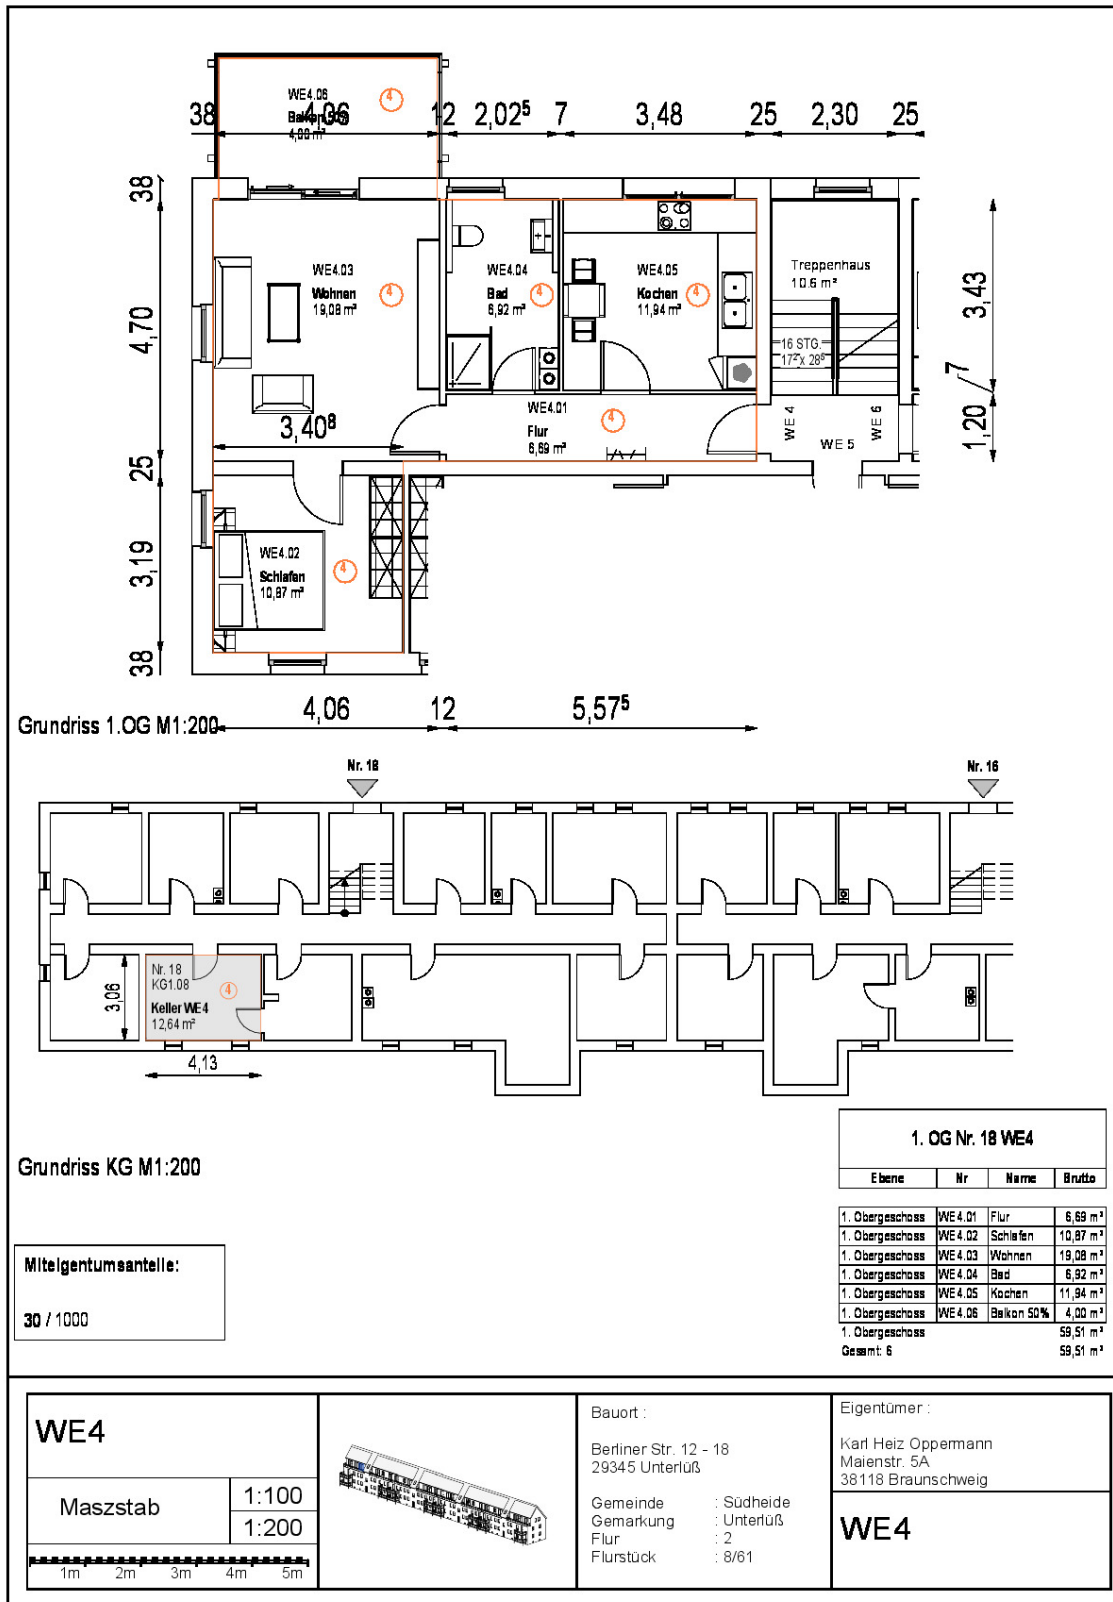 WE4.06
Balkon 50%
4,00 m²
4
38
4,06
12
2,02⁵
7
3,48
25
2,30
25
38
4,70
25
3,19
38
WE4.03
Wohnen
19,08 m²
4
WE4.04
Bad
6,92 m²
4
WE4.05
Kochen
11,94 m²
4
Treppenhaus
10.6 m²
16 STG.
17² x 28⁵
3,43
7
1,20
WE4.01
Flur
6,69 m²
4
WE 4
WE 5
WE 6
3,40⁸
WE4.02
Schlafen
10,87 m²
4
4,06
12
5,57⁵
Grundriss 1.OG M1:200
Nr. 18
Nr. 16
Nr. 18
KG1.08
Keller WE4
12,64 m²
4
3,06
4,13
Grundriss KG M1:200
1. OG Nr. 18 WE4
Ebene Nr Name Brutto
1. Obergeschoss WE4.01 Flur 6,69 m²
1. Obergeschoss WE4.02 Schlafen 10,87 m²
1. Obergeschoss WE4.03 Wohnen 19,08 m²
1. Obergeschoss WE4.04 Bad 6,92 m²
1. Obergeschoss WE4.05 Kochen 11,94 m²
1. Obergeschoss WE4.06 Balkon 50% 4,00 m²
1. Obergeschoss 59,51 m²
Gesamt: 6 59,51 m²
Miteigentumsanteile:
30 / 1000
WE4
Maszstab
1:100
1:200
1m 2m 3m 4m 5m
Bauort :
Berliner Str. 12 - 18
29345 Unterlüß
Gemeinde : Südheide
Gemarkung : Unterlüß
Flur : 2
Flurstück : 8/61
Eigentümer :
Karl Heiz Oppermann
Maienstr. 5A
38118 Braunschweig
WE4